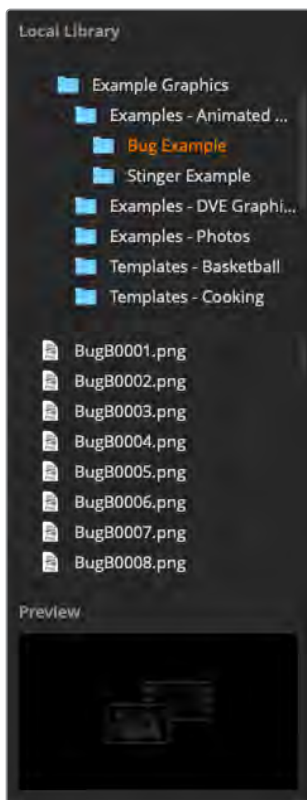 Local Library
Example Graphics
Examples - Animated ...
Bug Example
Stinger Example
Examples - DVE Graphi...
Examples - Photos
Templates - Basketball
Templates - Cooking
BugB0001.png
BugB0002.png
BugB0003.png
BugB0004.png
BugB0005.png
BugB0006.png
BugB0007.png
BugB0008.png
Preview